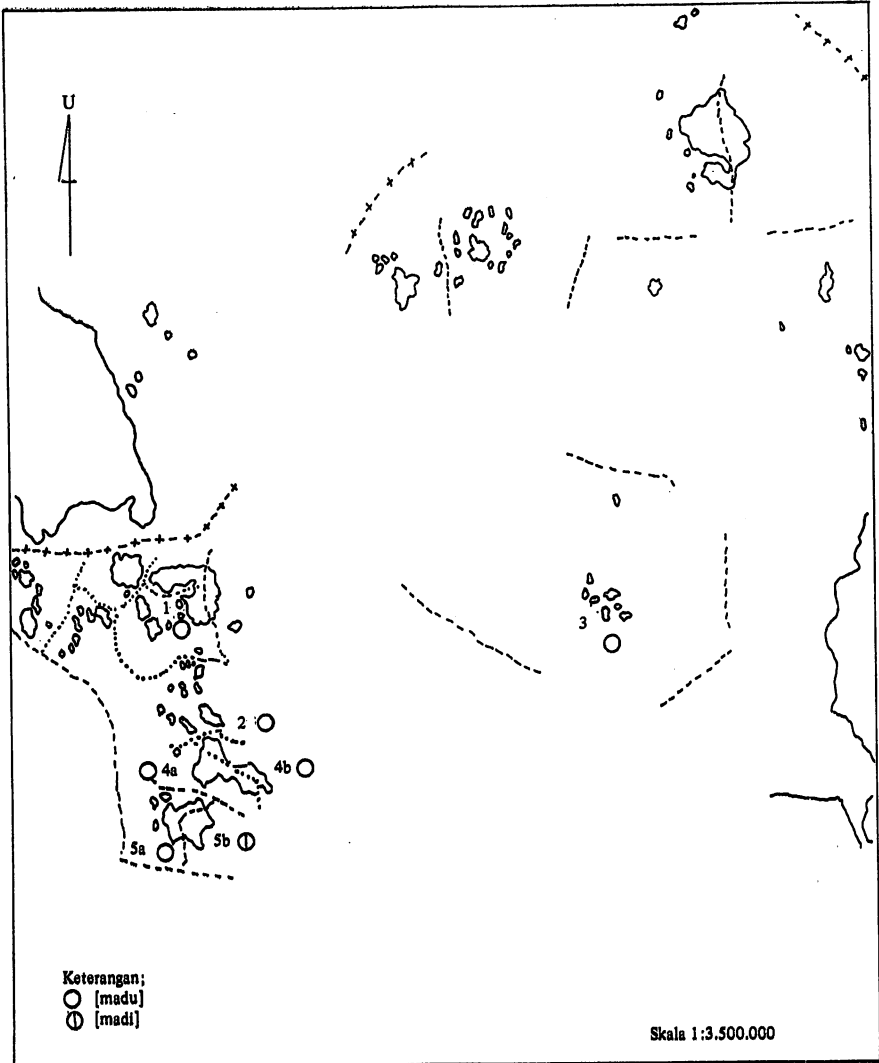 U
1
3
2
4a
4b
5a
5b
Keterangan;
[madu]
[madi]
Skala 1:3.500.000